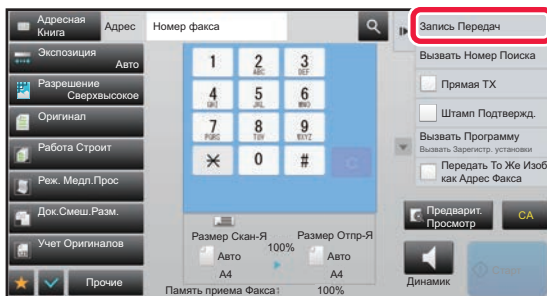 Адресная
Книга
Адрес
Номер факса
Запись Передач
Экспозиция
Авто
Вызвать Номер Поиска
Разрешение
Сверхвысокое
Прямая TX
Оригинал
Штамп Подтвержд.
Работа Строит
Вызвать Программу
Вызвать Зарегистр. установки
Реж. Медл.Прос
Передать То Же Изоб
как Адрес Факса
Док.Смеш.Разм.
Предварит.
Просмотр
CA
Учет Оригиналов
Прочие
1
2
ABC
3
DEF
4
GHI
5
JKL
6
MNO
7
PQRS
8
TUV
9
WXYZ
0
#
C
Размер Скан-Я
100%
Размер Отпр-Я
Авто
A4
Авто
A4
Память приема Факса:
100%
Динамик